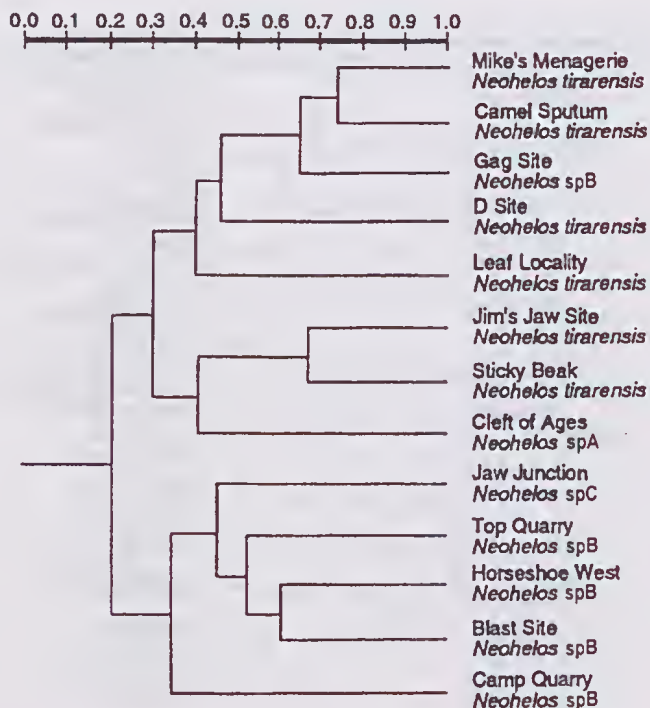 0.0 0.1 0.2 0.3 0.4 0.5 0.6 0.7 0.8 0.9 1.0
Mike's Menagerie
Neohelos tirarensis
Camel Sputum
Neohelos tirarensis
Gag Site
Neohelos spB
D Site
Neohelos tirarensis
Leaf Locality
Neohelos tirarensis
Jim's Jaw Site
Neohelos tirarensis
Sticky Beak
Neohelos tirarensis
Cleft of Ages
Neohelos spA
Jaw Junction
Neohelos spC
Top Quarry
Neohelos spB
Horseshoe West
Neohelos spB
Blast Site
Neohelos spB
Camp Quarry
Neohelos spB